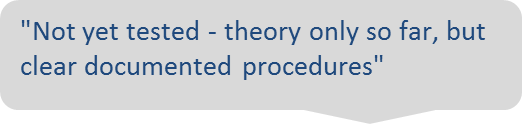 "Not yet tested - theory only so far, but
clear documented procedures"